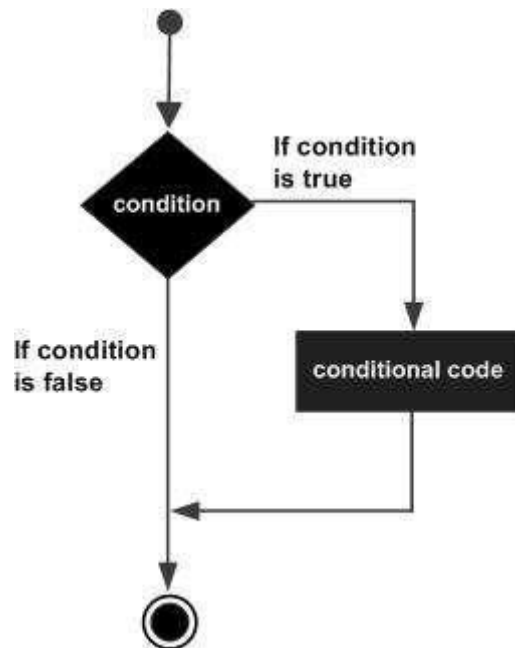 If condition
is true
condition
If condition
is false
conditional code